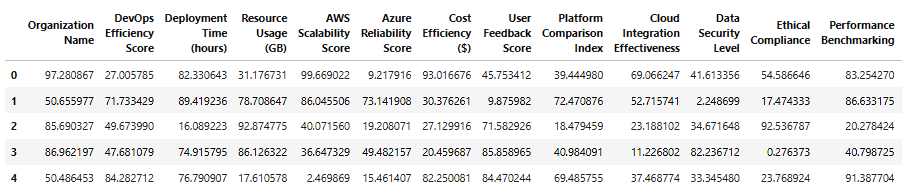 Organization Name DevOps Efficiency Score Deployment Time (hours) Resource Usage (GB) AWS Scalability Score Azure Reliability Score Cost Efficiency ($) User Feedback Score Platform Comparison Index Cloud Integration Effectiveness Data Security Level Ethical Compliance Performance Benchmarking
0 97.280867 27.005785 82.330643 31.176731 99.669022 9.217916 93.016676 45.753412 39.444980 69.066247 41.613356 54.586646 83.254270
1 50.655977 71.733429 89.419236 78.708647 86.045506 73.141908 30.376261 9.875982 72.470876 52.715741 2.248699 17.474333 86.633175
2 85.690327 49.673990 16.089223 92.874775 40.071560 19.208071 27.129916 71.582926 18.479459 23.188102 34.671648 92.536787 20.278424
3 86.962197 47.681079 74.915795 86.126322 36.647329 49.482157 20.459687 85.858965 40.984091 11.226802 82.236712 0.276373 40.798725
4 50.486453 84.282712 76.790907 17.610578 2.469869 15.461407 82.250081 84.470244 69.485755 37.468774 33.345480 23.768924 91.387704